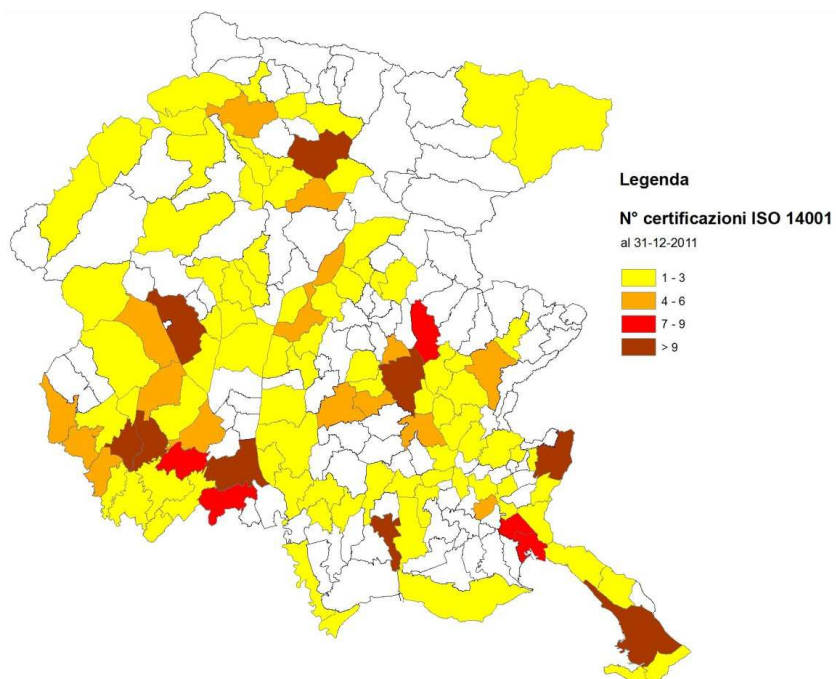 Legenda
N° certificazioni ISO 14001
al 31-12-2011
1 - 3
4 - 6
7 - 9
> 9